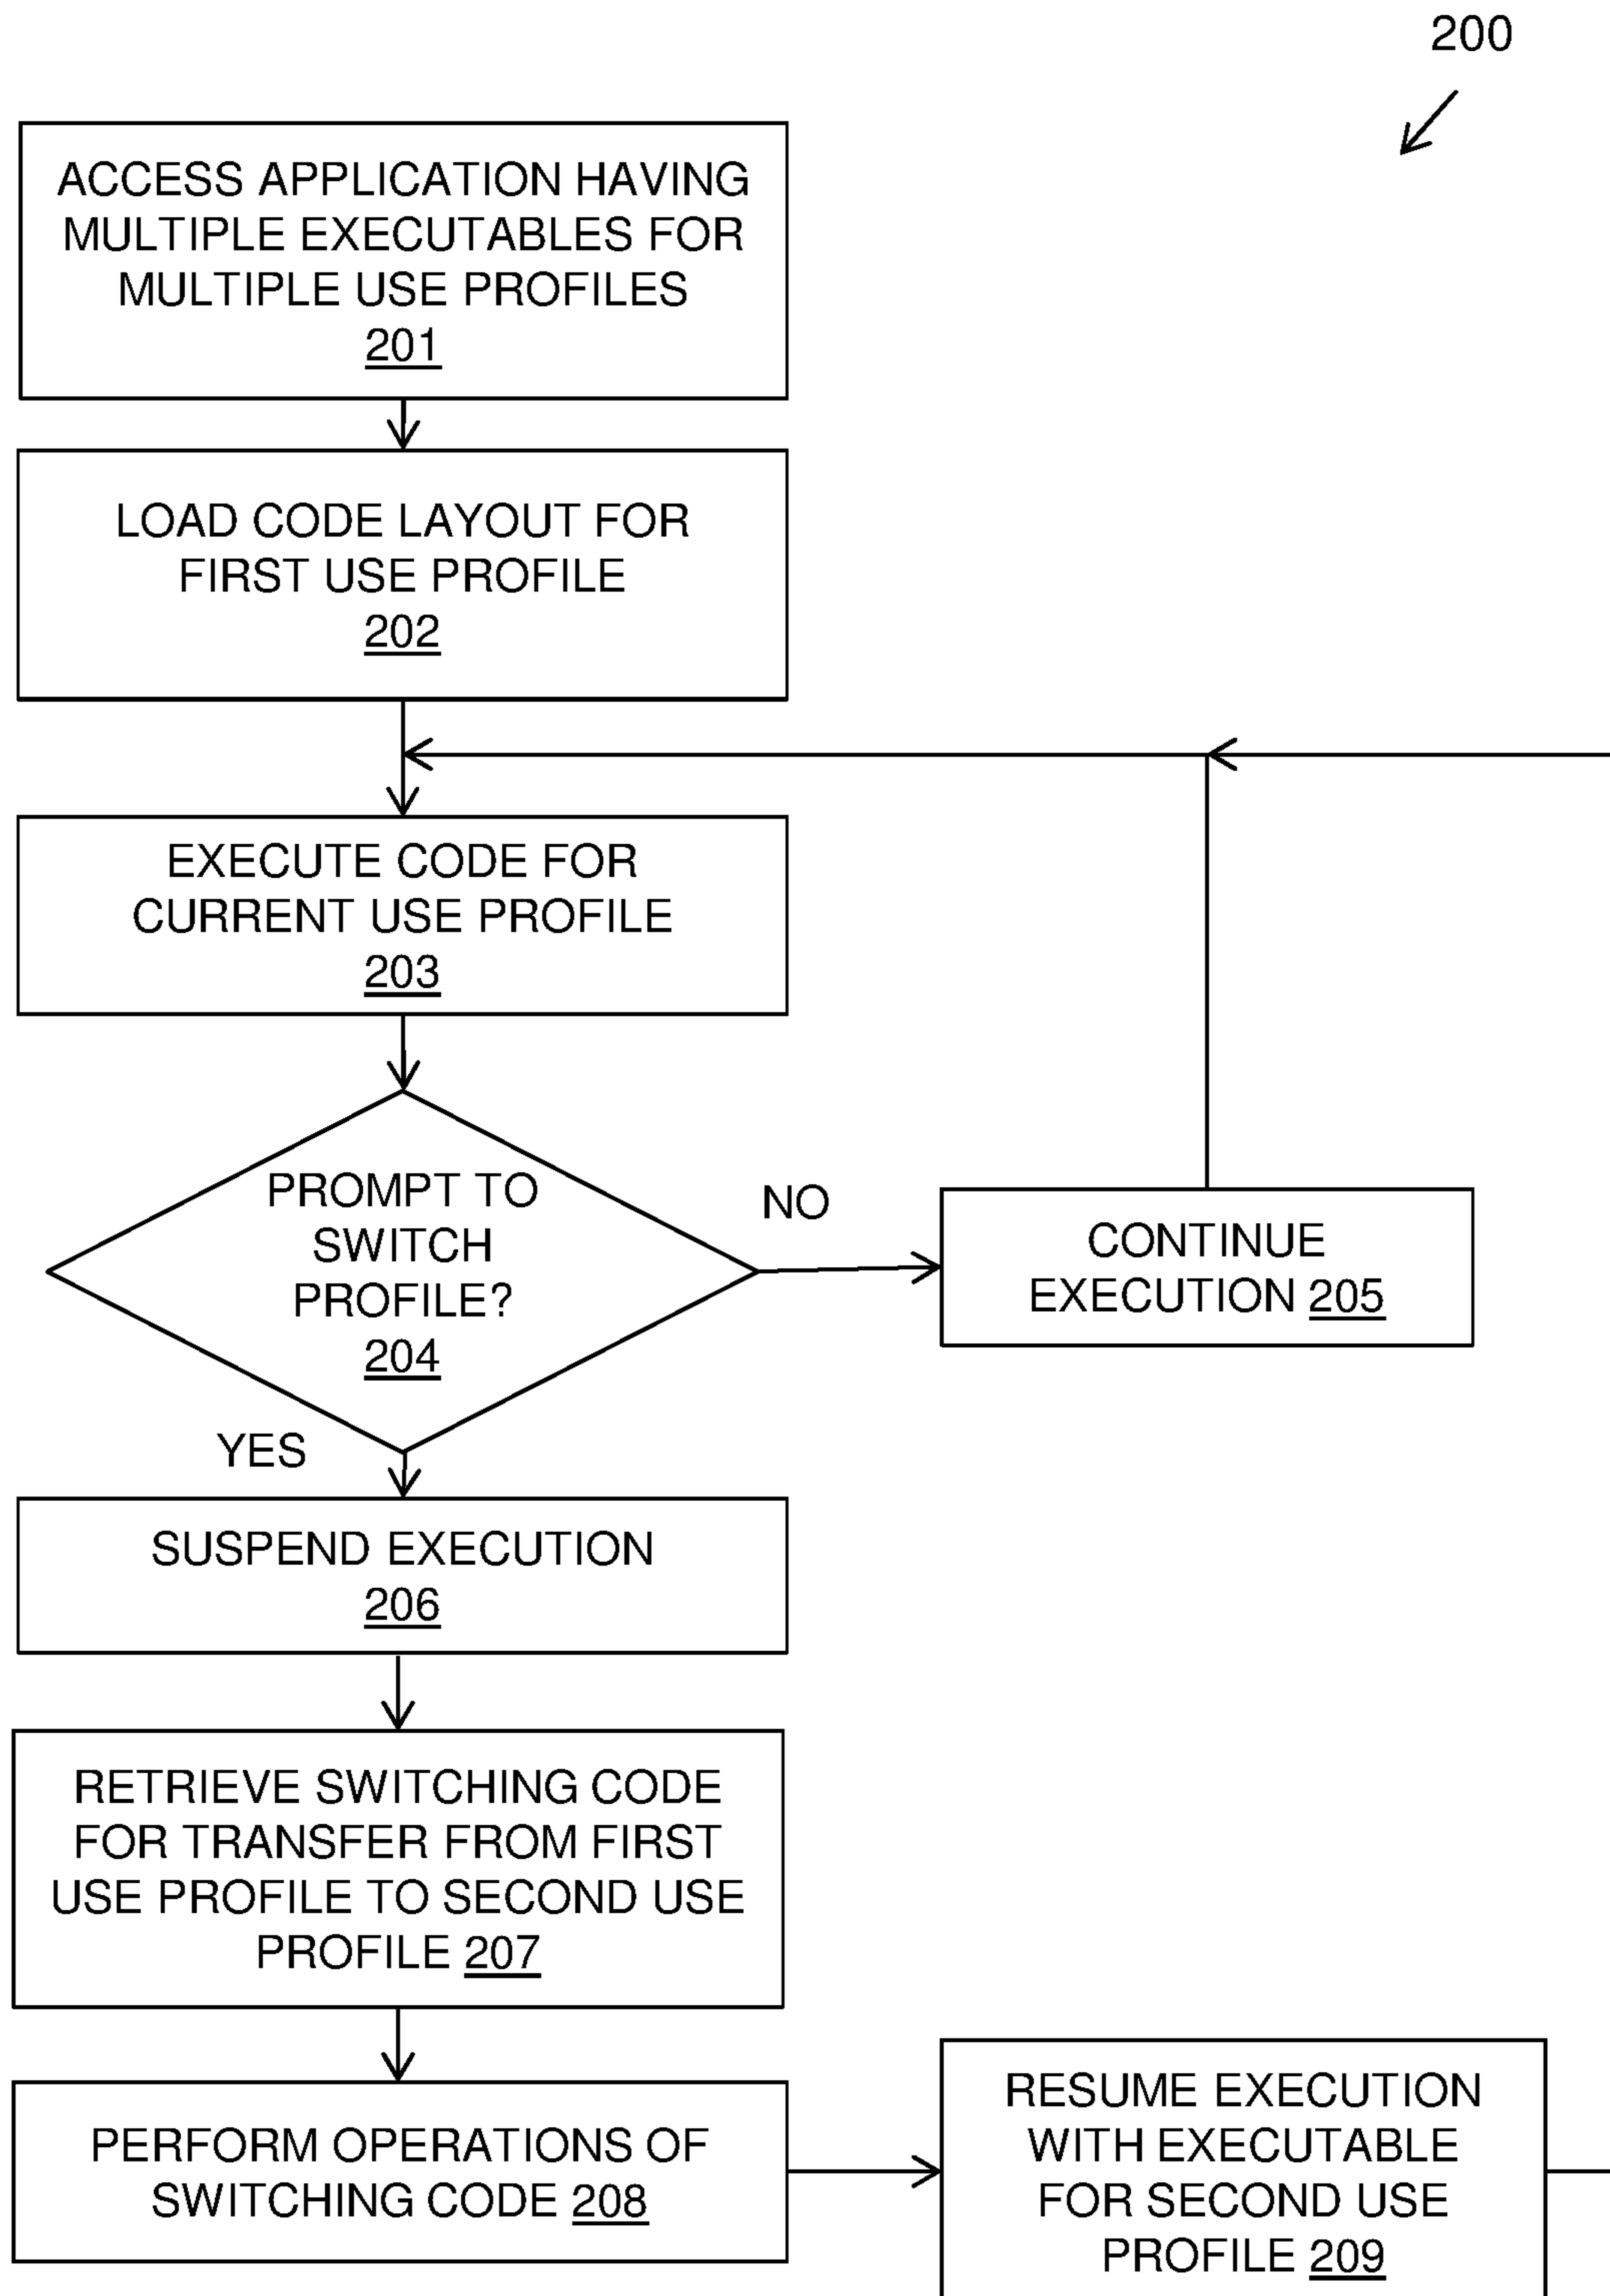 200
ACCESS APPLICATION HAVING
MULTIPLE EXECUTABLES FOR
MULTIPLE USE PROFILES
201
LOAD CODE LAYOUT FOR
FIRST USE PROFILE
202
EXECUTE CODE FOR
CURRENT USE PROFILE
203
PROMPT TO
SWITCH
PROFILE?
204
NO
CONTINUE
EXECUTION 205
YES
SUSPEND EXECUTION
206
RETRIEVE SWITCHING CODE
FOR TRANSFER FROM FIRST
USE PROFILE TO SECOND USE
PROFILE 207
PERFORM OPERATIONS OF
SWITCHING CODE 208
RESUME EXECUTION
WITH EXECUTABLE
FOR SECOND USE
PROFILE 209